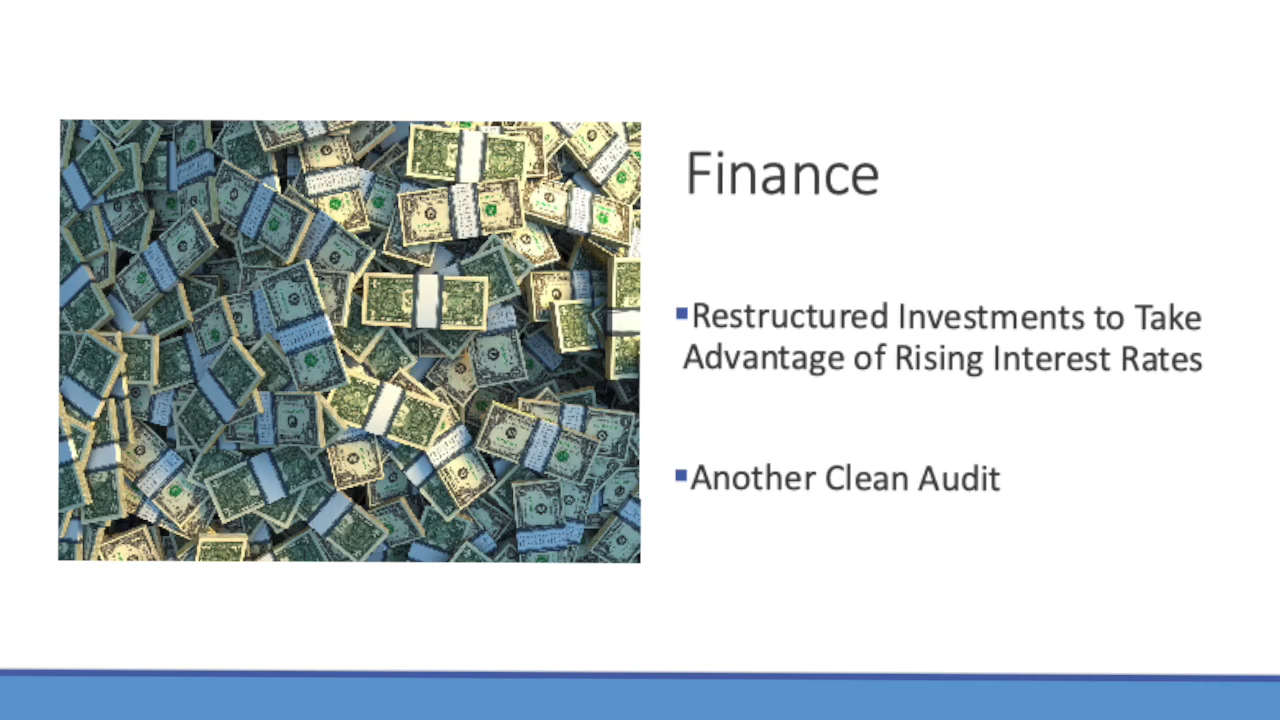 Finance
▪Restructured Investments to Take
Advantage of Rising Interest Rates
▪Another Clean Audit